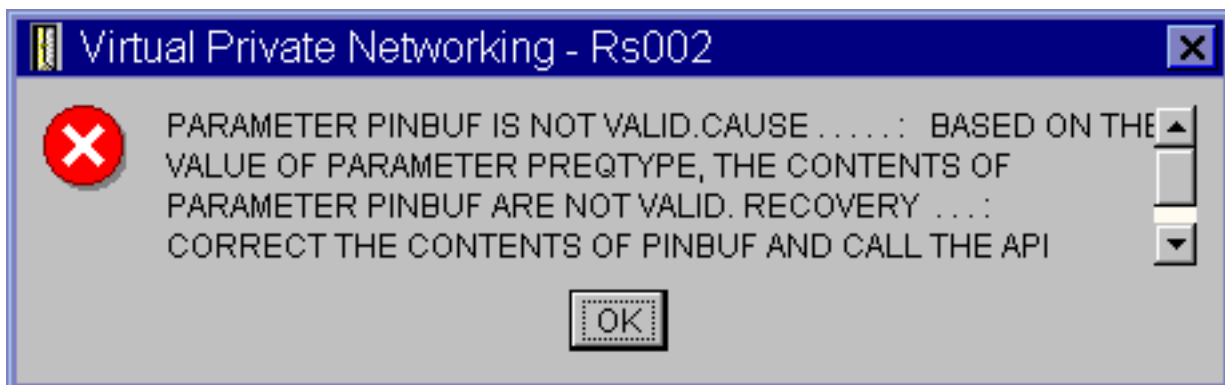 Virtual Private Networking - Rs002
PARAMETER PINBUF IS NOT VALID.CAUSE . . . . . :   BASED ON THE
VALUE OF PARAMETER PREQTYPE, THE CONTENTS OF
PARAMETER PINBUF ARE NOT VALID. RECOVERY  . . . :
CORRECT THE CONTENTS OF PINBUF AND CALL THE API
OK